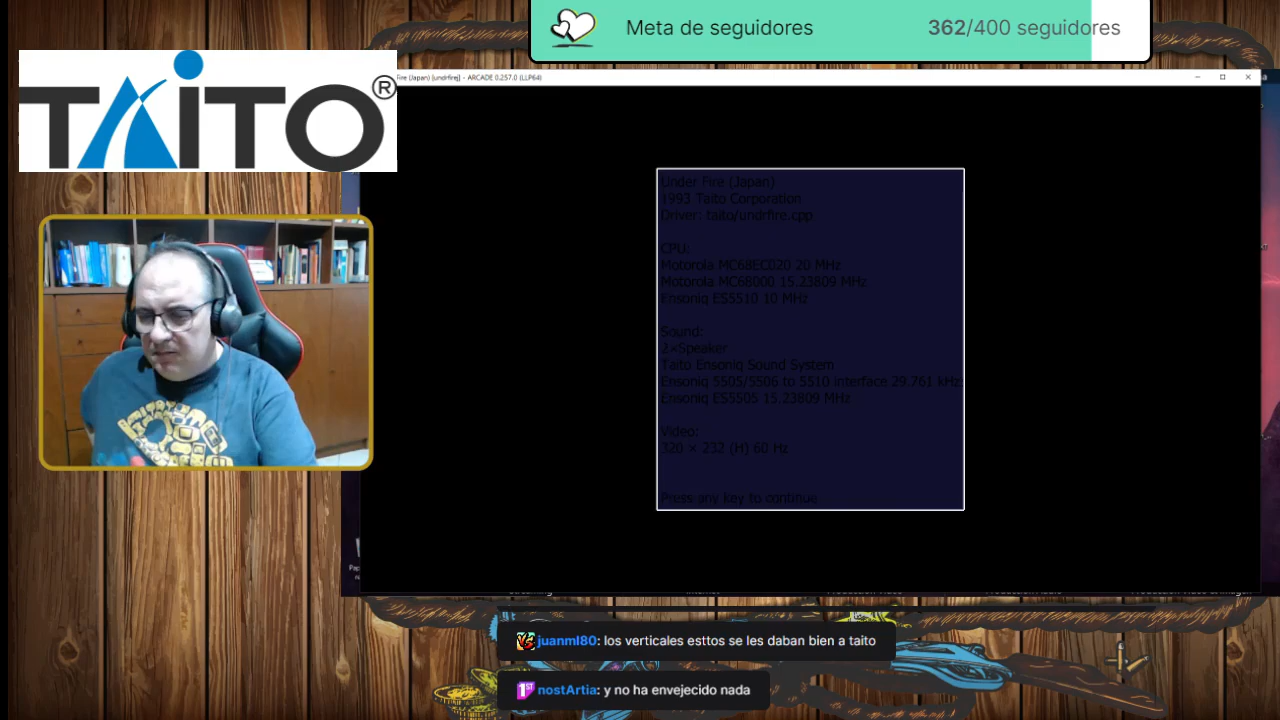 Meta de seguidores
362/400 seguidores
TAITO®
Fire (Japan) [undrfirej] - ARCADE 0.257.0 (LLP64)
Under Fire (Japan)
1993 Taito Corporation
Driver: taito/undrfire.cpp
CPU:
Motorola MC68EC020 20 MHz
Motorola MC68000 15.23809 MHz
Ensoniq ES5510 10 MHz
Sound:
2×Speaker
Taito Ensoniq Sound System
Ensoniq 5505/5506 to 5510 interface 29.761 kHz
Ensoniq ES5505 15.23809 MHz
Video:
320 × 232 (H) 60 Hz
Press any key to continue
juanml80: los verticales esttos se les daban bien a taito
1ST nostArtia: y no ha envejecido nada